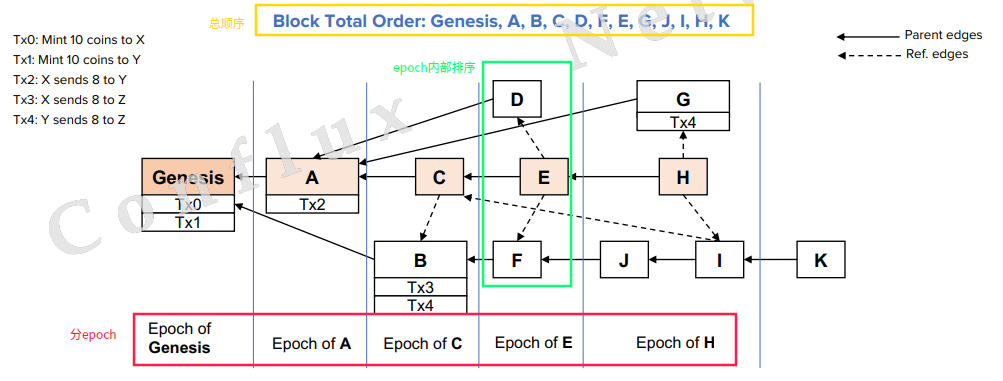 总顺序
Block Total Order: Genesis, A, B, C, D, F, E, G, J, I, H, K
Tx0: Mint 10 coins to X
Tx1: Mint 10 coins to Y
Tx2: X sends 8 to Y
Tx3: X sends 8 to Z
Tx4: Y sends 8 to Z
Parent edges
Ref. edges
epoch内部排序
D
G
Tx4
Genesis
Tx0
Tx1
A
Tx2
C
E
H
B
Tx3
Tx4
F
J
I
K
分epoch
Epoch of
Genesis
Epoch of A
Epoch of C
Epoch of E
Epoch of H
Conflux